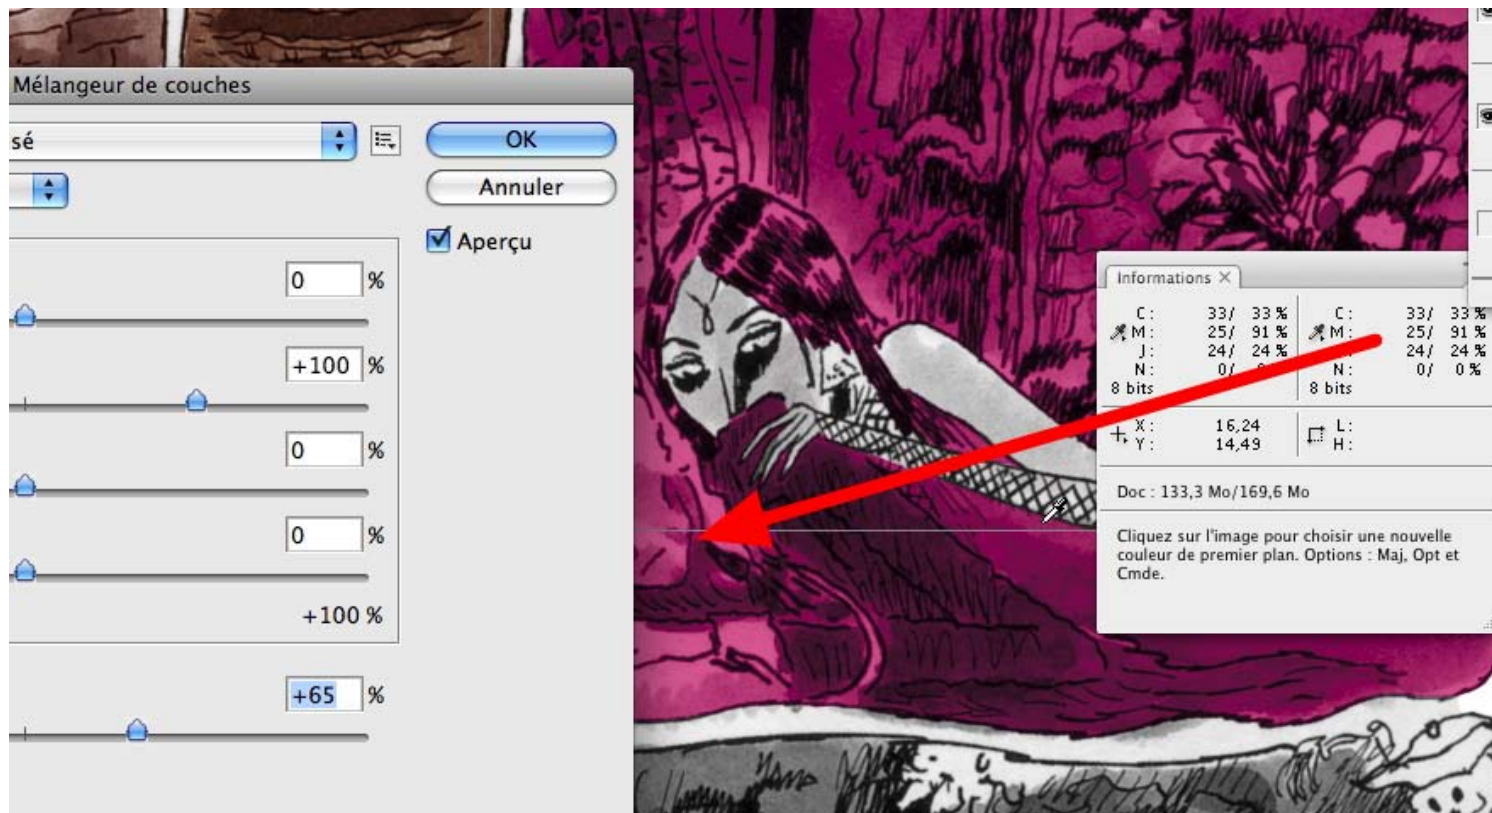 Mélangeur de couches
sé
OK
Annuler
Aperçu
0 %
+100 %
0 %
0 %
+100 %
+65 %
Informations ×
C: 33/ 33 % C: 33/ 33 %
M: 25/ 91 % M: 25/ 91 %
J: 24/ 24 % 24/ 24 %
N: 0/ N: 0/ 0 %
8 bits 8 bits
X: 16,24 L:
Y: 14,49 H:
Doc : 133,3 Mo/169,6 Mo
Cliquez sur l'image pour choisir une nouvelle
couleur de premier plan. Options : Maj, Opt et
Cmde.